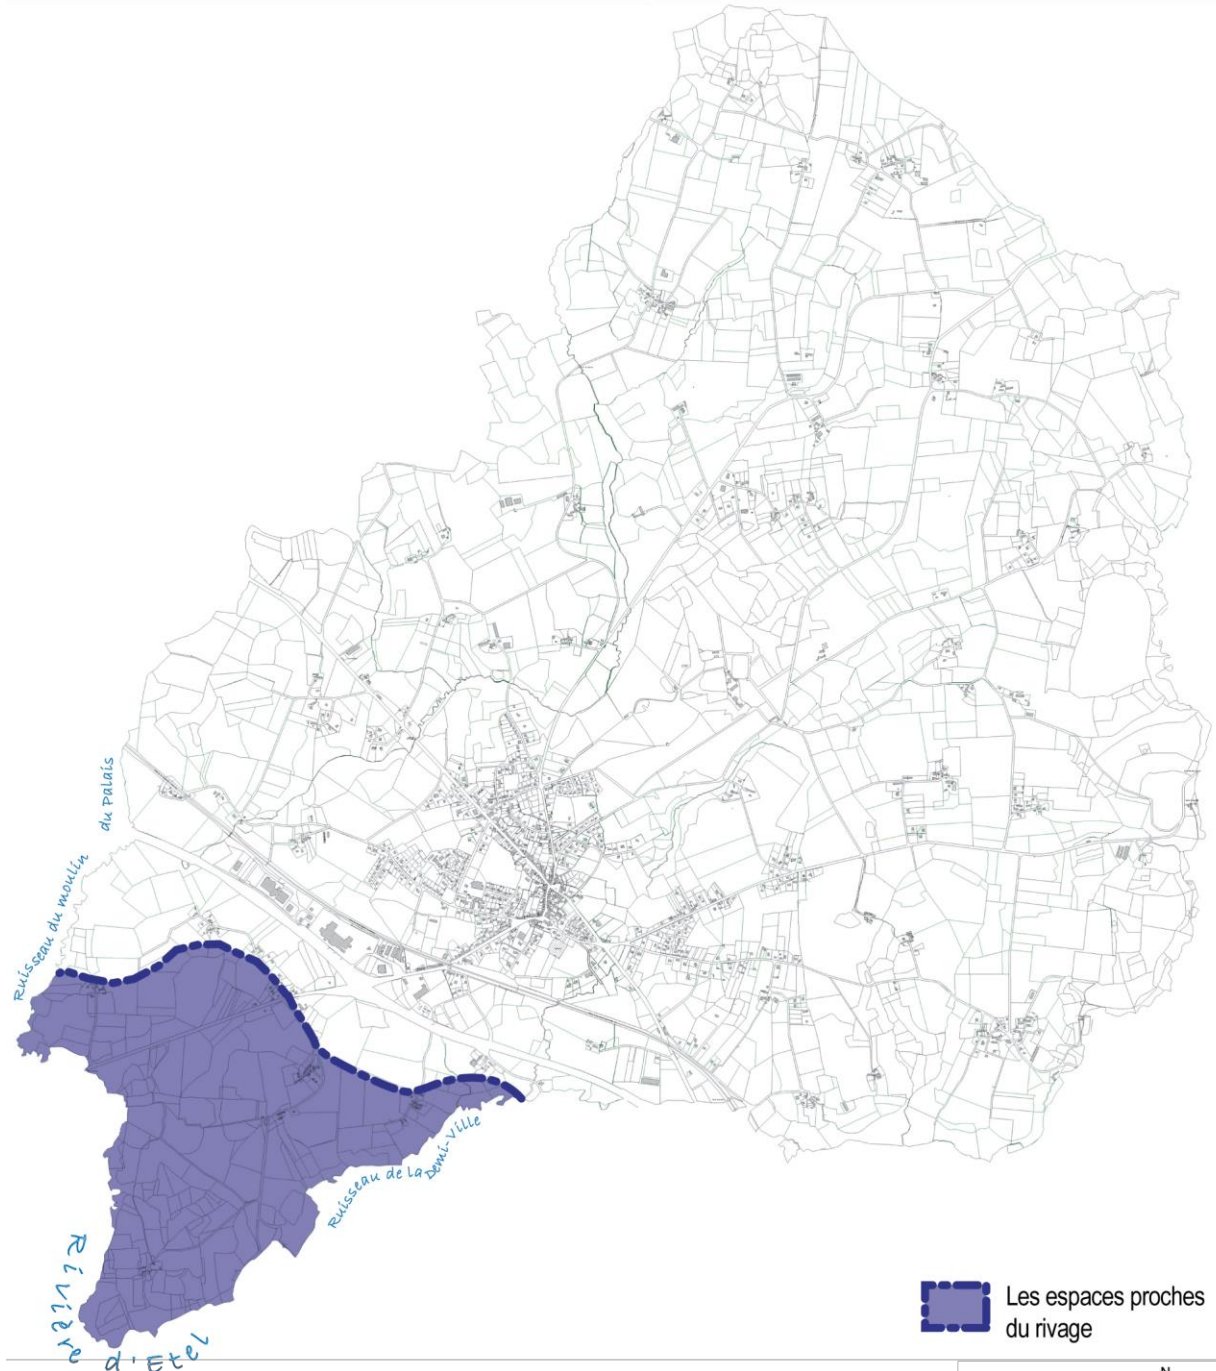 Ruisseau du moulin du Palais
Ruisseau de la Demi-Ville
Rivière d'Etel
Les espaces proches
du rivage
N